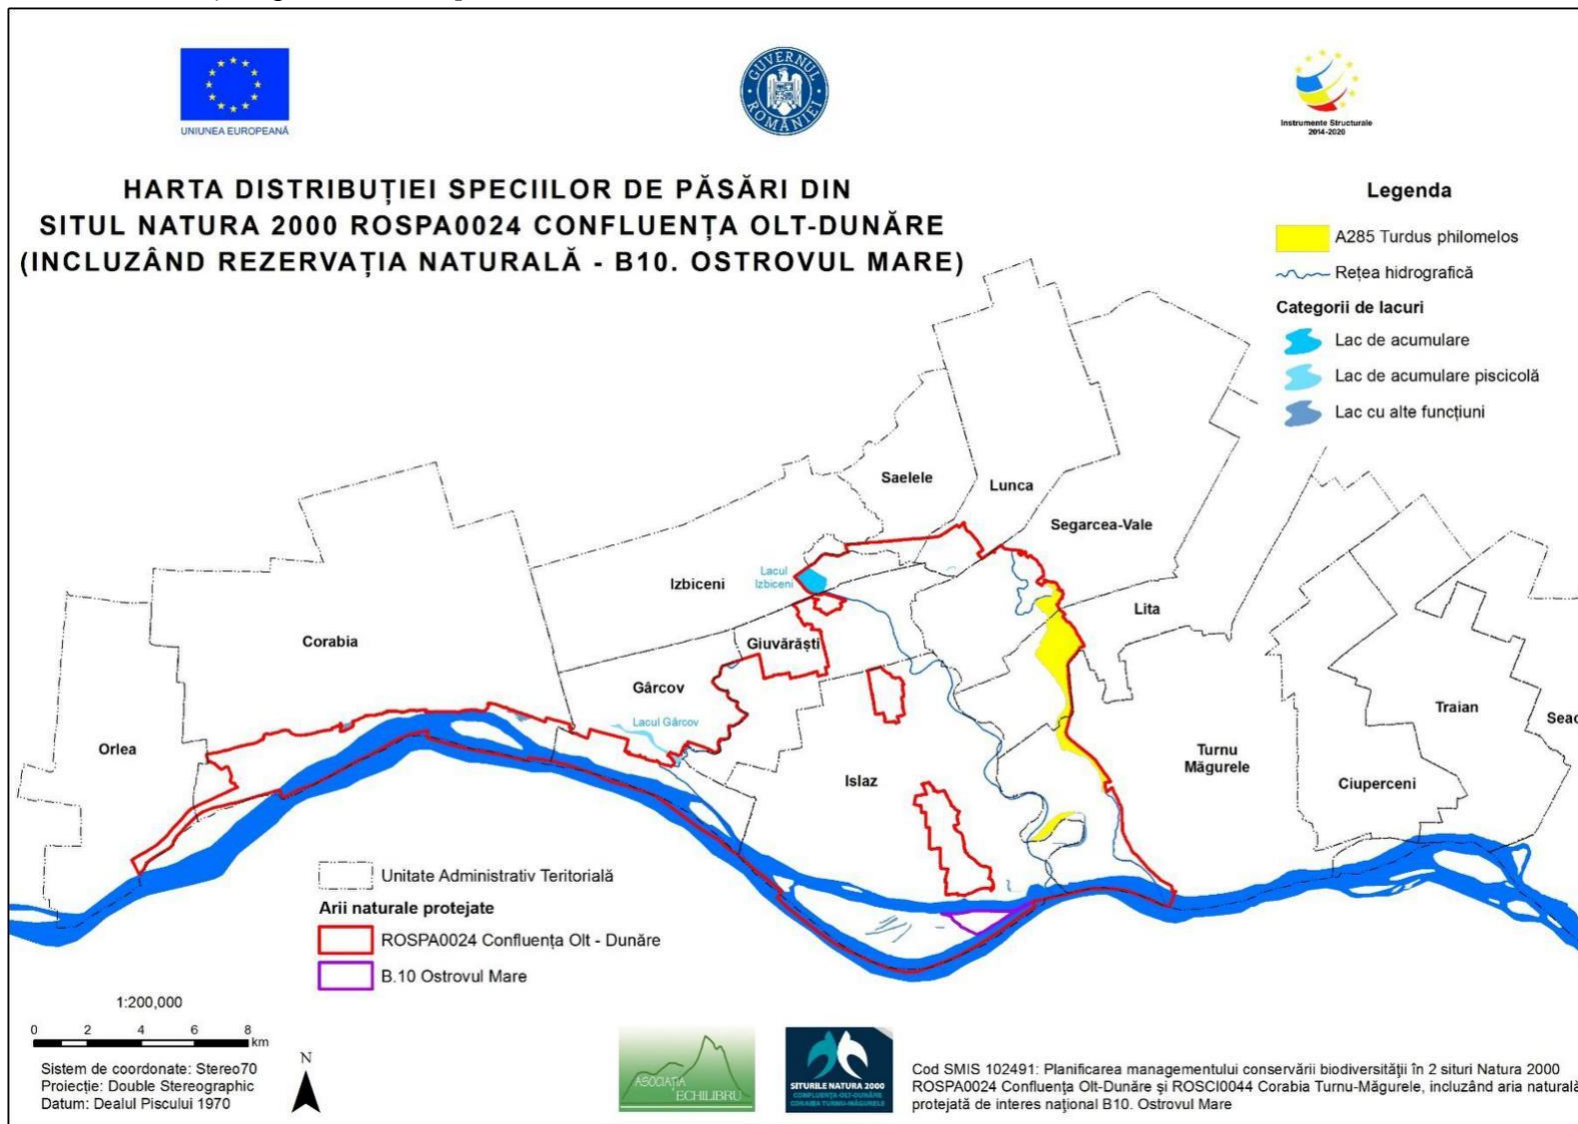 UNIUNEA EUROPEANĂ
GUVERNUL ROMÂNIEI
Instrumente Structurale
2014-2020
HARTA DISTRIBUȚIEI SPECIILOR DE PĂSĂRI DIN
SITUL NATURA 2000 ROSPA0024 CONFLUENȚA OLT-DUNĂRE
(INCLUZÂND REZERVAȚIA NATURALĂ - B10. OSTROVUL MARE)
Legenda
A285 Turdus philomelos
Rețea hidrografică
Categorii de lacuri
Lac de acumulare
Lac de acumulare piscicolă
Lac cu alte funcțiuni
Saelele
Lunca
Segarcea-Vale
Lacul
Izbiceni
Izbiceni
Lita
Corabia
Giuvărăști
Gârcov
Lacul Gârcov
Orlea
Islaz
Turnu
Măgurele
Traian
Seac
Ciuperceni
Unitate Administrativ Teritorială
Arii naturale protejate
ROSPA0024 Confluența Olt - Dunăre
B.10 Ostrovul Mare
1:200,000
0 2 4 6 8
km
Sistem de coordonate: Stereo70
Proiecție: Double Stereographic
Datum: Dealul Piscului 1970
N
ASOCIAȚIA
ECHILIBRU
SITURILE NATURA 2000
CONFLUENȚA OLT-DUNĂRE
CORABIA TURNU-MĂGURELE
Cod SMIS 102491: Planificarea managementului conservării biodiversității în 2 situri Natura 2000
ROSPA0024 Confluența Olt-Dunăre și ROSCI0044 Corabia Turnu-Măgurele, incluzând aria naturală
protejată de interes național B10. Ostrovul Mare